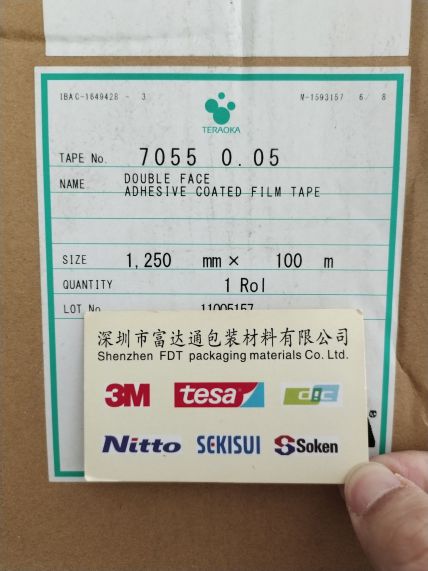 IBAC-1649428 - 3
M-1593157 6/ 8
TERAOKA
TAPE No. 7055 0.05
NAME DOUBLE FACE
ADHESIVE COATED FILM TAPE
SIZE 1,250 mm × 100 m
QUANTITY 1 Rol
LOT No 11005157
深圳市富达通包装材料有限公司
Shenzhen FDT packaging materials Co. Ltd.
3M tesa dic
Nitto SEKISUI Soken